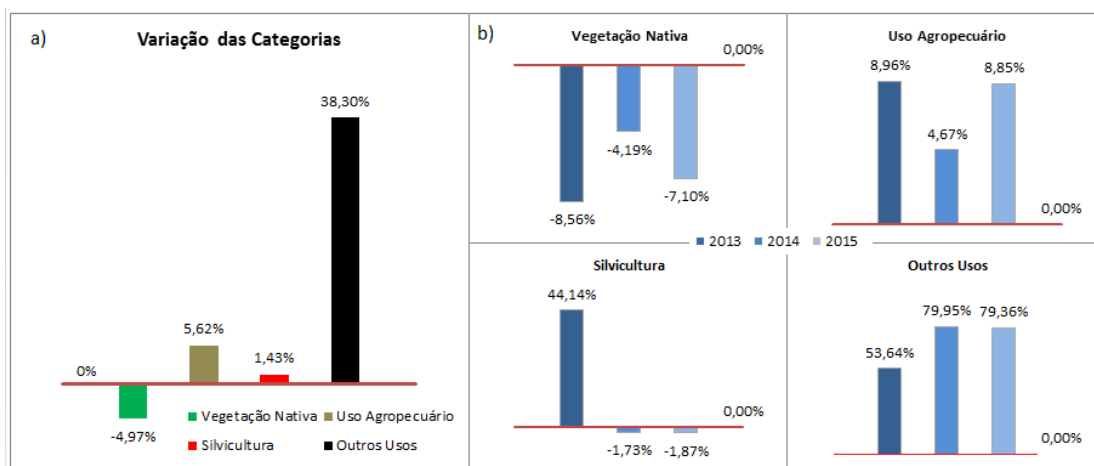 a)
Variação das Categorias
38,30%
5,62%
1,43%
0%
-4,97%
Vegetação Nativa
Uso Agropecuário
Silvicultura
Outros Usos
b)
Vegetação Nativa
0,00%
-4,19%
-7,10%
-8,56%
Uso Agropecuário
8,96%
8,85%
4,67%
0,00%
2013 2014 2015
Silvicultura
44,14%
0,00%
-1,73%
-1,87%
Outros Usos
79,95%
79,36%
53,64%
0,00%